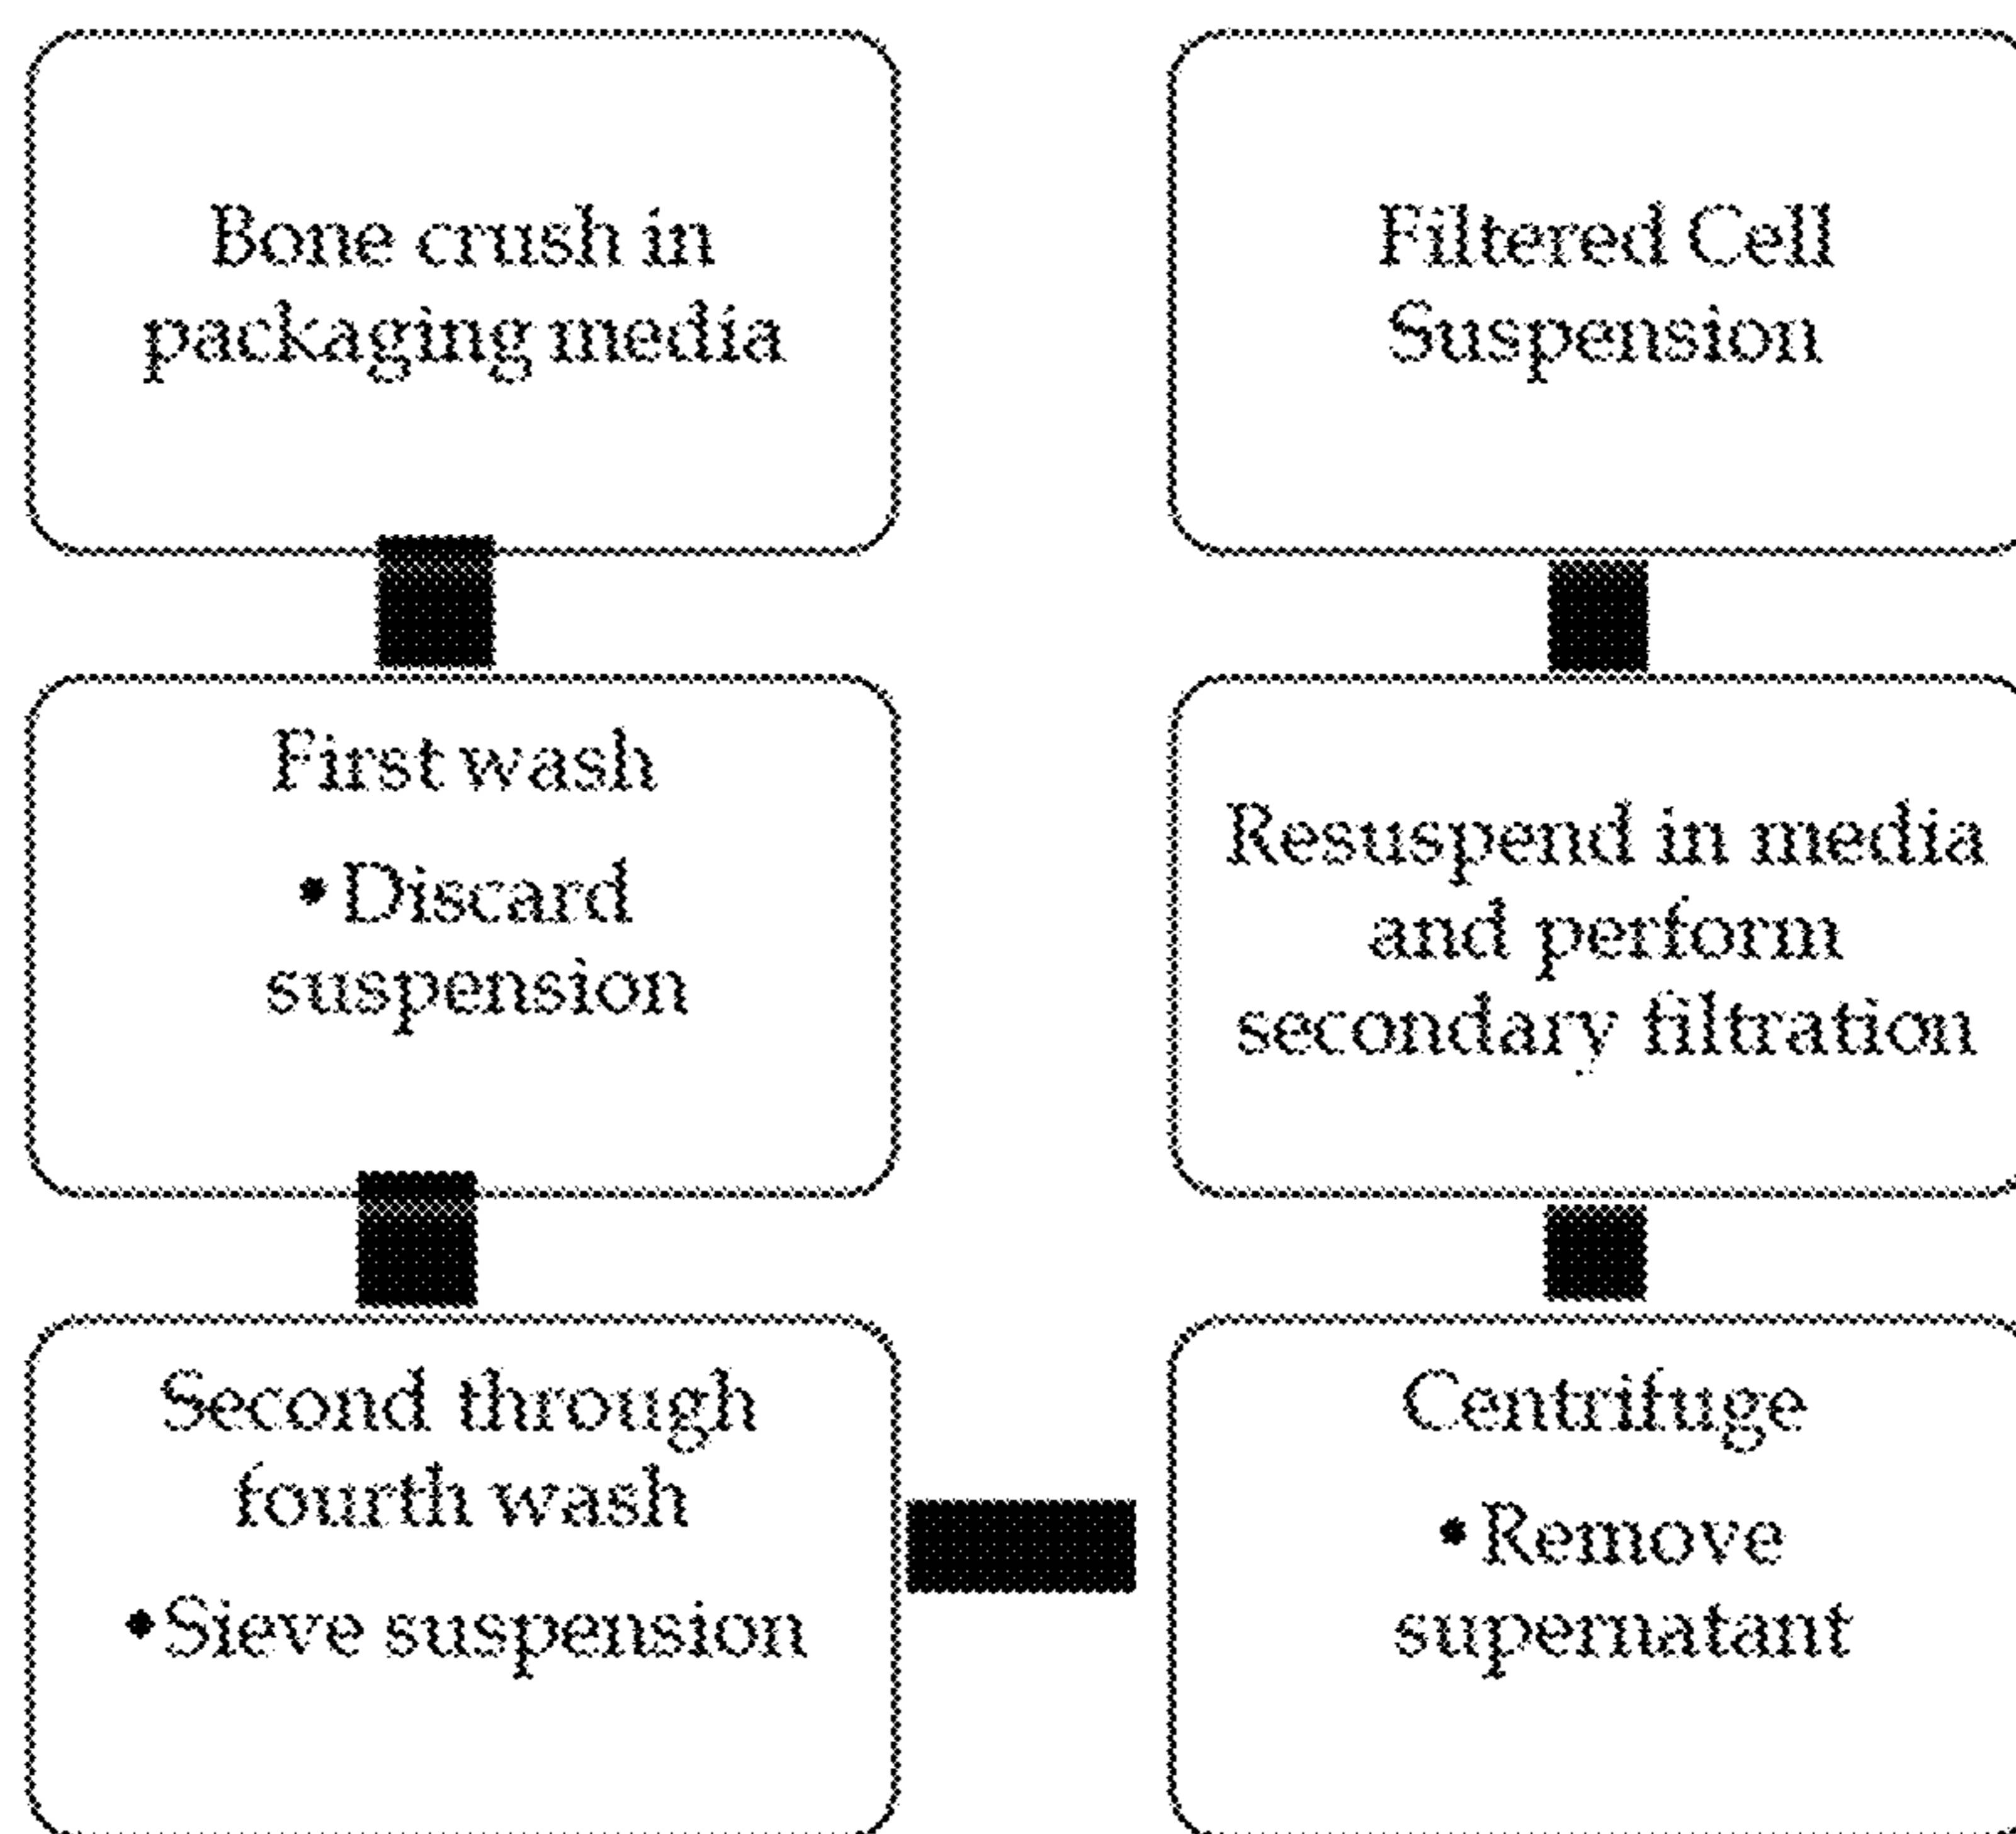 Bone crush in
packaging media
First wash
• Discard
suspension
Second through
fourth wash
• Sieve suspension
Filtered Cell
Suspension
Resuspend in media
and perform
secondary filtration
Centrifuge
• Remove
supernatant